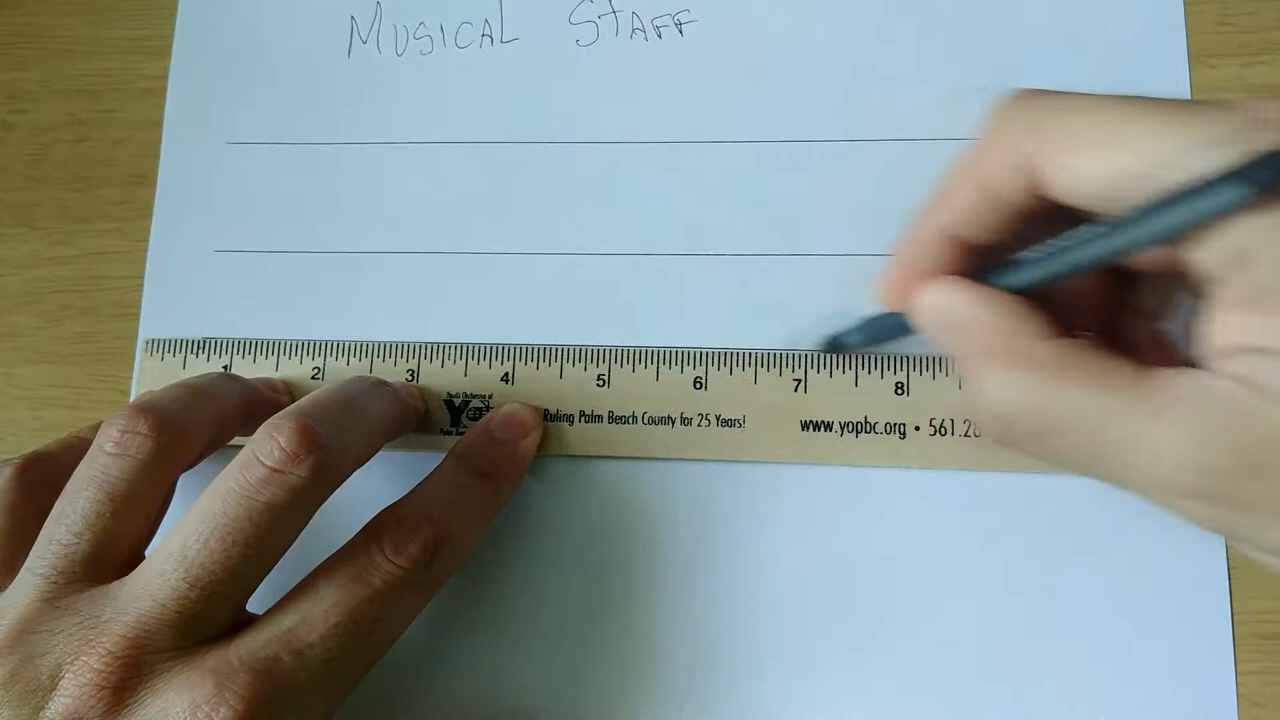 MUSICAL STAFF
1 2 3 4 5 6 7 8
Ruling Palm Beach County for 25 Years!
www.yopbc.org • 561.28